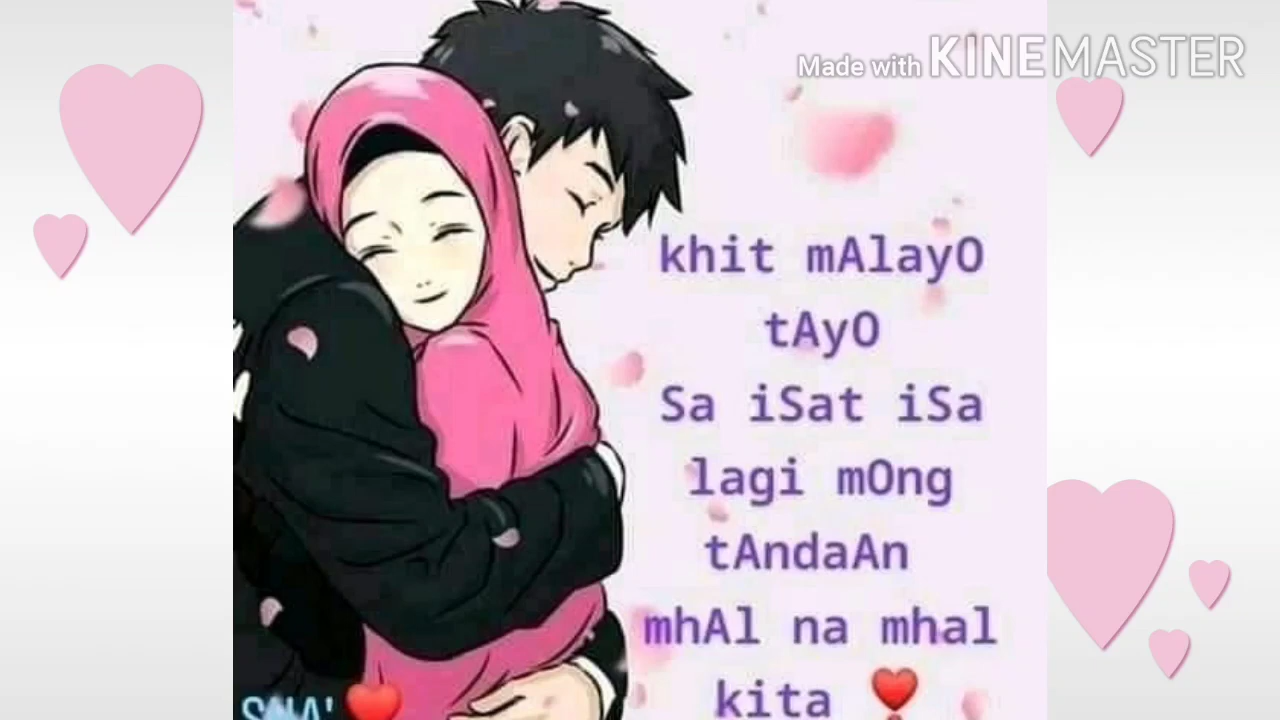 Made with KINEMASTER
khit mAlayO
tAyO
Sa iSat iSa
lagi mOng
tAndaAn
mhAl na mhal
kita ❣️